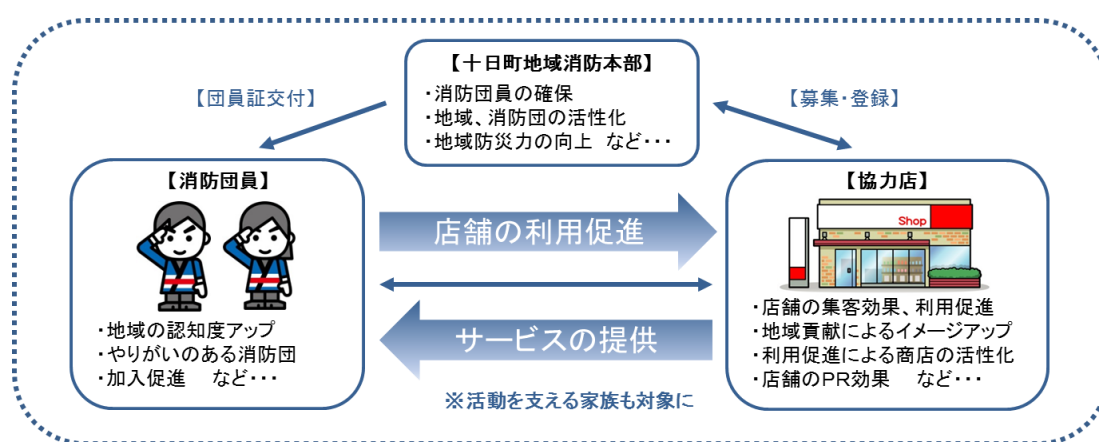 【十日町地域消防本部】
・消防団員の確保
・地域、消防団の活性化
・地域防災力の向上 など・・・
【団員証交付】
【募集・登録】
【消防団員】
・地域の認知度アップ
・やりがいのある消防団
・加入促進 など・・・
店舗の利用促進
サービスの提供
※活動を支える家族も対象に
【協力店】
Shop
・店舗の集客効果、利用促進
・地域貢献によるイメージアップ
・利用促進による商店の活性化
・店舗のPR効果 など・・・